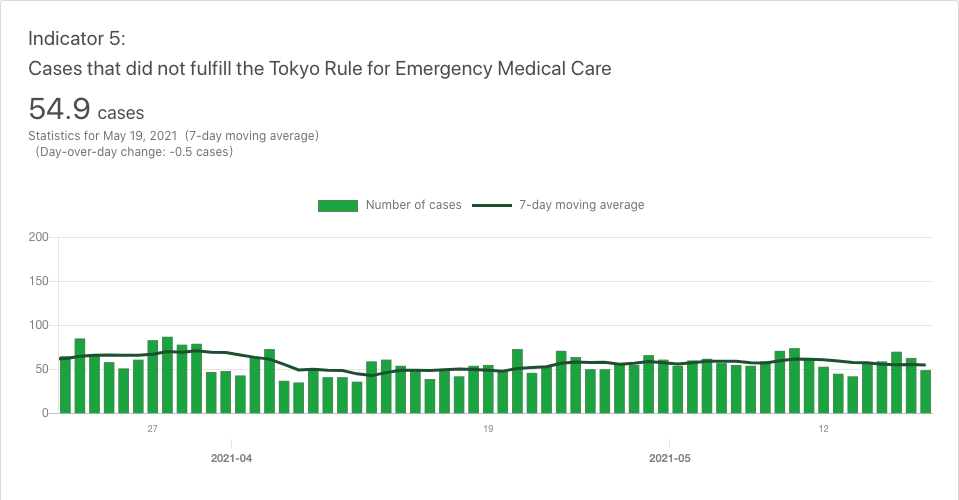 Indicator 5:
Cases that did not fulfill the Tokyo Rule for Emergency Medical Care
54.9 cases
Statistics for May 19, 2021 (7-day moving average)
(Day-over-day change: -0.5 cases)
Number of cases 7-day moving average
200
150
100
50
0
27 19 12
2021-04 2021-05